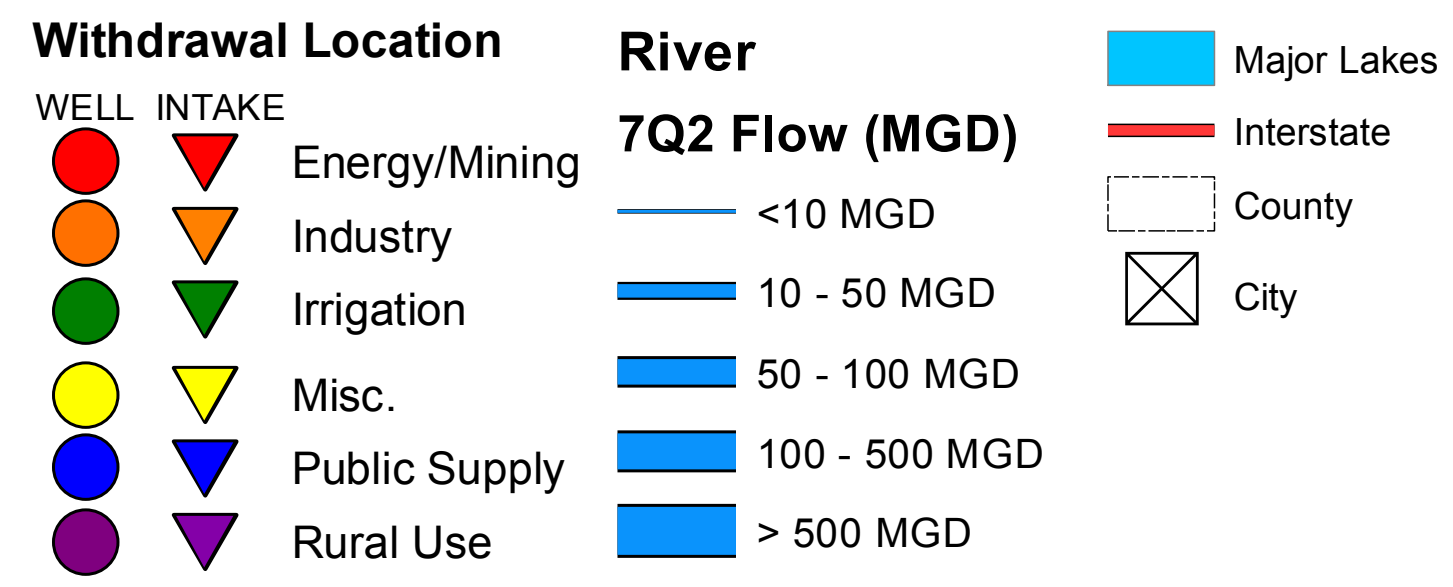 Withdrawal Location
WELL INTAKE
Energy/Mining
Industry
Irrigation
Misc.
Public Supply
Rural Use
River
7Q2 Flow (MGD)
<10 MGD
10 - 50 MGD
50 - 100 MGD
100 - 500 MGD
> 500 MGD
Major Lakes
Interstate
County
City